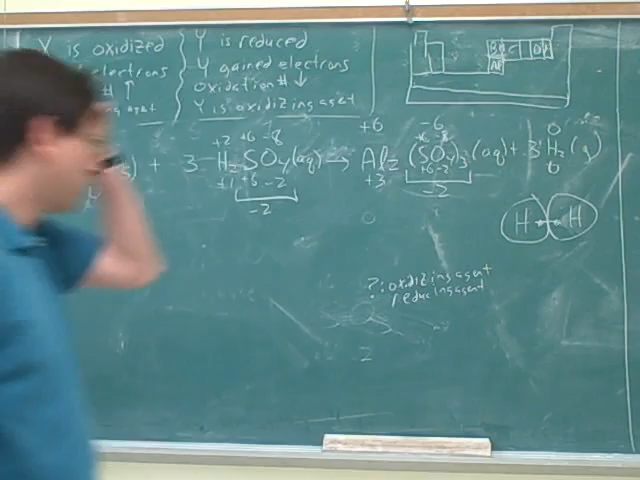 X is oxidized
electrons
# ↑
agent
Y is reduced
Y gained electrons
oxidation # ↓
Y is oxidizing agent
B C O F
Al
+2 +6 -8
+ 3 H₂SO₄(aq) → Al₂(SO₄)₃(aq) + 3 H₂(g)
+1 +6 -2
-2
+6
-6
+6 -8
0
+3
+6 -2
-2
0
H H
?: oxidizing agent
reducing agent